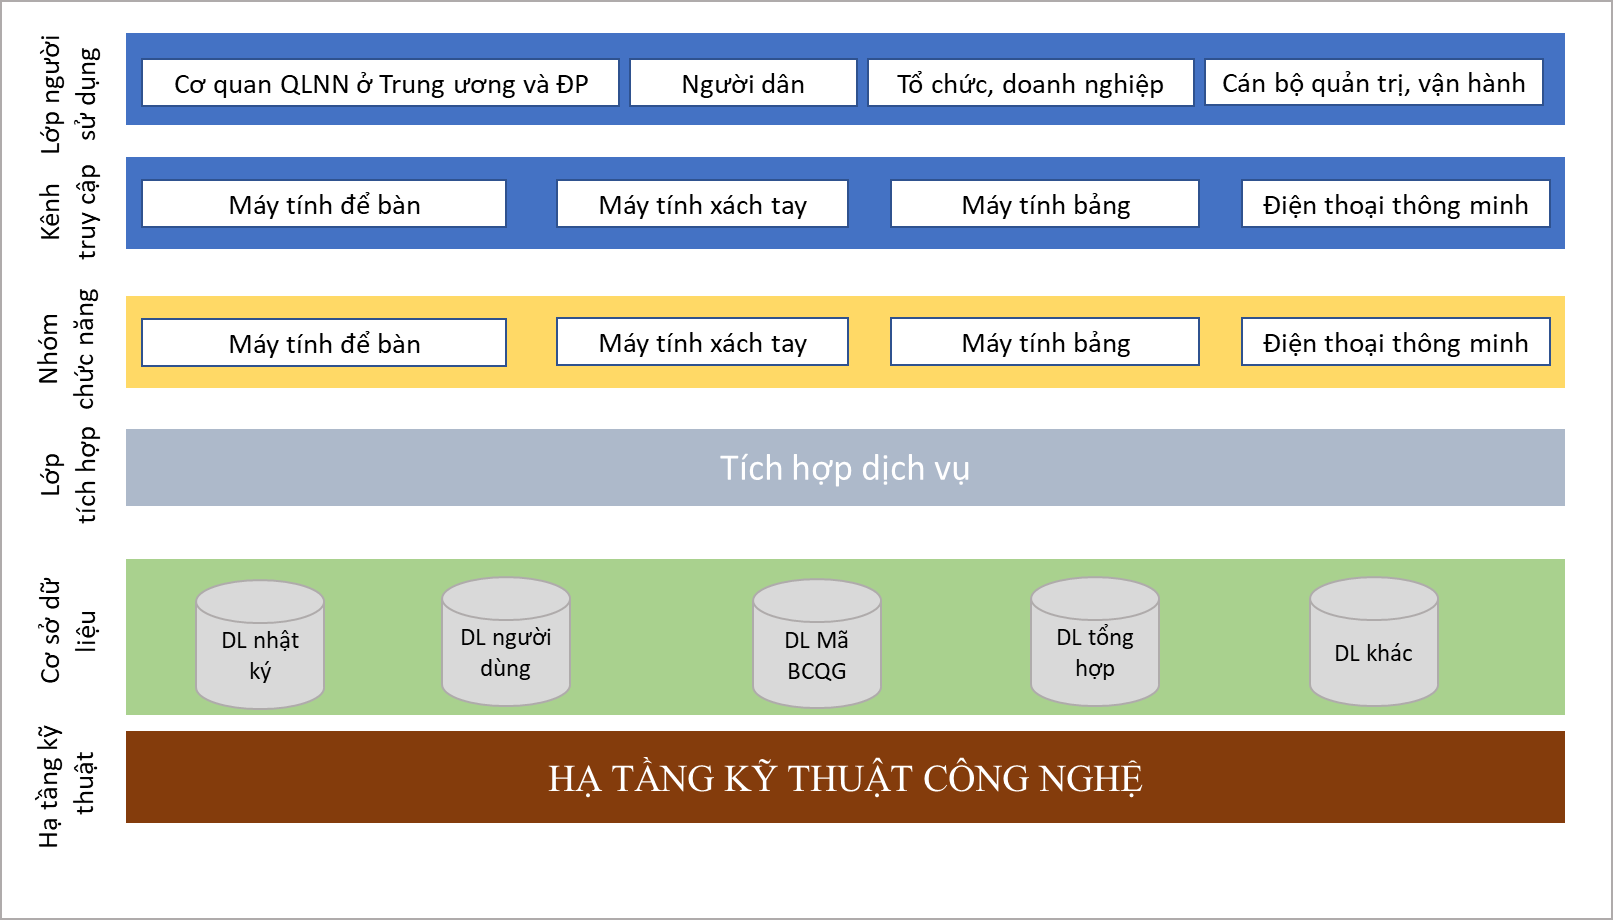 Lớp người
sử dụng
Cơ quan QLNN ở Trung ương và ĐP
Người dân
Tổ chức, doanh nghiệp
Cán bộ quản trị, vận hành
Kênh
truy cập
Máy tính để bàn
Máy tính xách tay
Máy tính bảng
Điện thoại thông minh
Nhóm
chức năng
Máy tính để bàn
Máy tính xách tay
Máy tính bảng
Điện thoại thông minh
Lớp
tích hợp
Tích hợp dịch vụ
Cơ sở dữ
liệu
DL nhật
ký
DL người
dùng
DL Mã
BCQG
DL tổng
hợp
DL khác
Hạ tầng kỹ
thuật
HẠ TẦNG KỸ THUẬT CÔNG NGHỆ